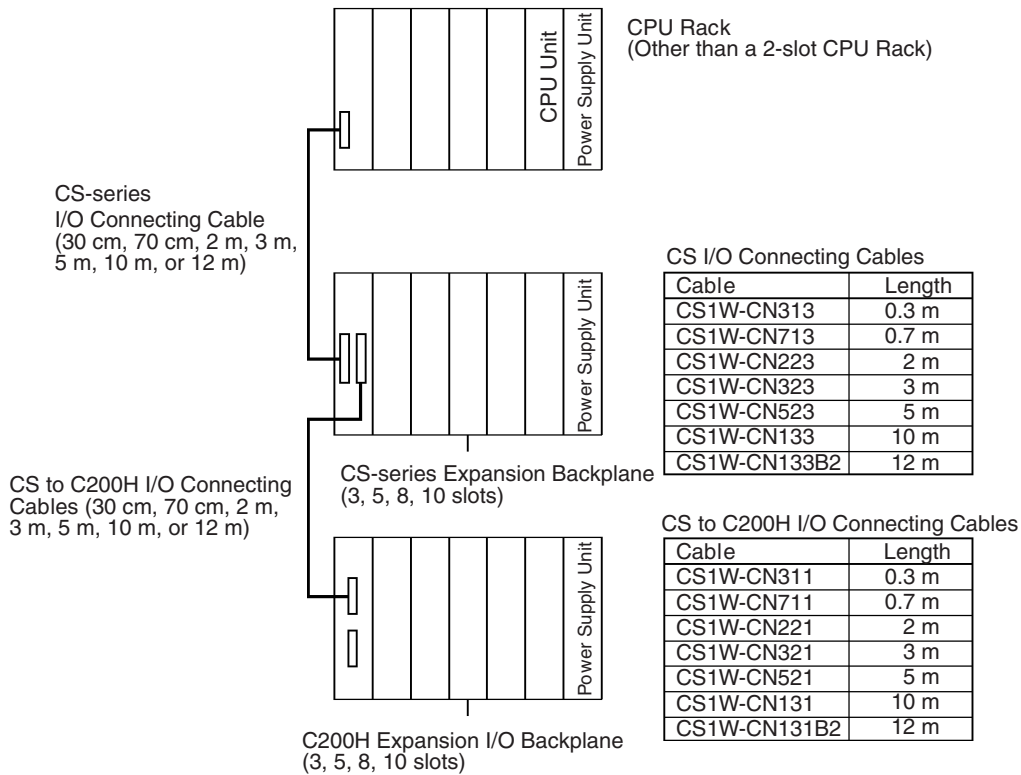 CPU Unit
Power Supply Unit
CPU Rack
(Other than a 2-slot CPU Rack)
CS-series
I/O Connecting Cable
(30 cm, 70 cm, 2 m, 3 m,
5 m, 10 m, or 12 m)
Power Supply Unit
CS I/O Connecting Cables
Cable Length
CS1W-CN313 0.3 m
CS1W-CN713 0.7 m
CS1W-CN223 2 m
CS1W-CN323 3 m
CS1W-CN523 5 m
CS1W-CN133 10 m
CS1W-CN133B2 12 m
CS-series Expansion Backplane
(3, 5, 8, 10 slots)
CS to C200H I/O Connecting
Cables (30 cm, 70 cm, 2 m,
3 m, 5 m, 10 m, or 12 m)
Power Supply Unit
CS to C200H I/O Connecting Cables
Cable Length
CS1W-CN311 0.3 m
CS1W-CN711 0.7 m
CS1W-CN221 2 m
CS1W-CN321 3 m
CS1W-CN521 5 m
CS1W-CN131 10 m
CS1W-CN131B2 12 m
C200H Expansion I/O Backplane
(3, 5, 8, 10 slots)